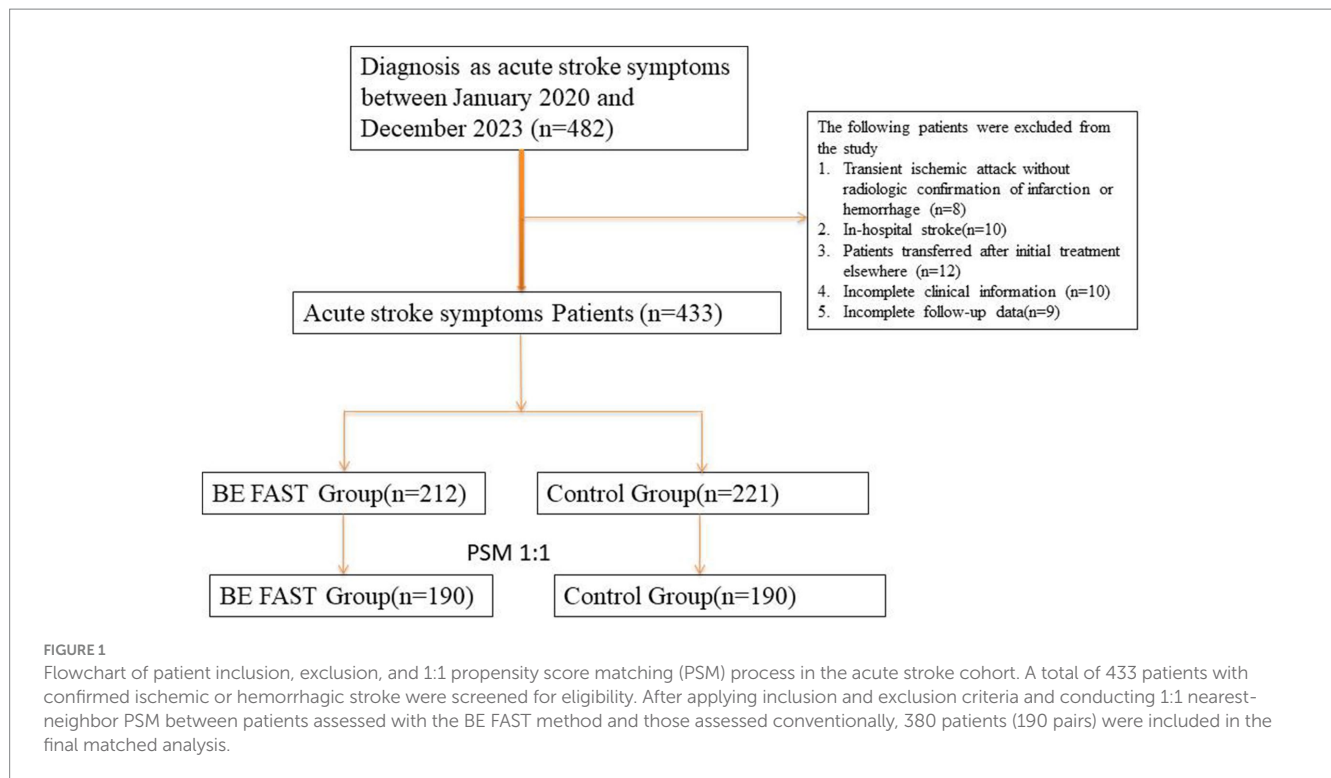 Diagnosis as acute stroke symptoms
between January 2020 and
December 2023 (n=482)
The following patients were excluded from
the study
1. Transient ischemic attack without
radiologic confirmation of infarction or
hemorrhage (n=8)
2. In-hospital stroke(n=10)
3. Patients transferred after initial treatment
elsewhere (n=12)
4. Incomplete clinical information (n=10)
5. Incomplete follow-up data(n=9)
Acute stroke symptoms Patients (n=433)
BE FAST Group(n=212)
Control Group(n=221)
PSM 1:1
BE FAST Group(n=190)
Control Group(n=190)
FIGURE 1
Flowchart of patient inclusion, exclusion, and 1:1 propensity score matching (PSM) process in the acute stroke cohort. A total of 433 patients with
confirmed ischemic or hemorrhagic stroke were screened for eligibility. After applying inclusion and exclusion criteria and conducting 1:1 nearest-
neighbor PSM between patients assessed with the BE FAST method and those assessed conventionally, 380 patients (190 pairs) were included in the
final matched analysis.